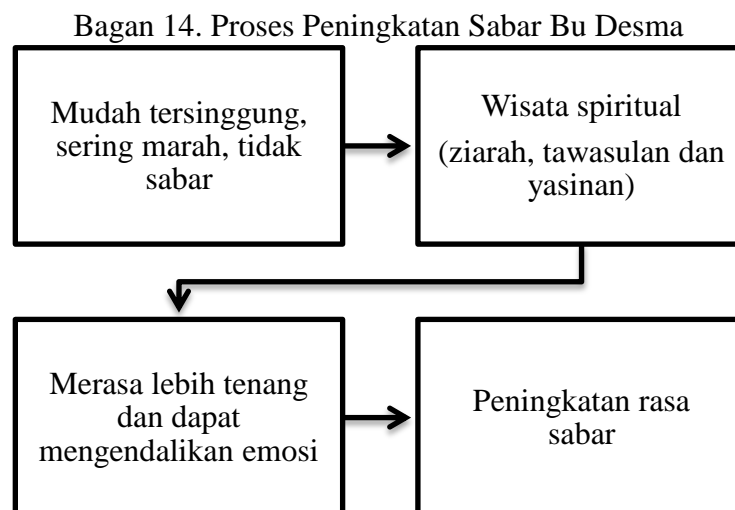 Bagan 14. Proses Peningkatan Sabar Bu Desma
Mudah tersinggung,
sering marah, tidak
sabar
Wisata spiritual
(ziarah, tawasulan dan
yasinan)
Merasa lebih tenang
dan dapat
mengendalikan emosi
Peningkatan rasa
sabar